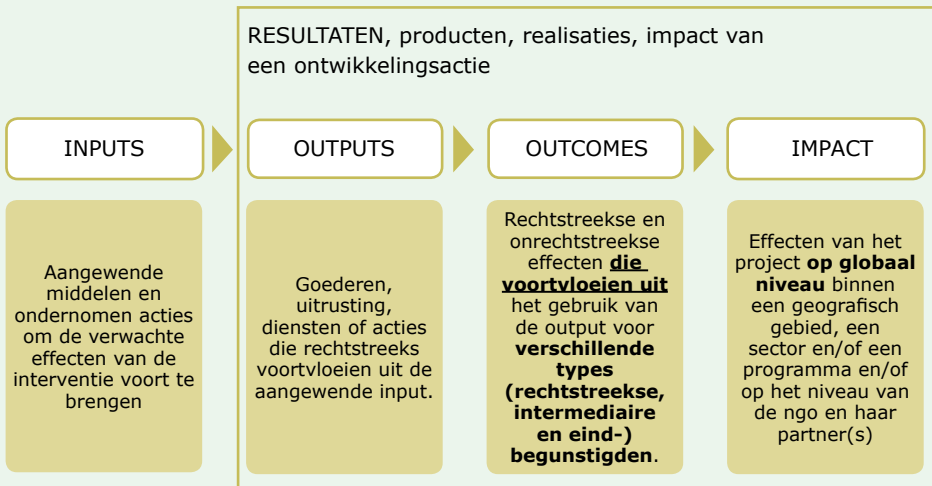 RESULTATEN, producten, realisaties, impact van
een ontwikkelingsactie
INPUTS
OUTPUTS
OUTCOMES
IMPACT
Aangewende
middelen en
ondernomen acties
om de verwachte
effecten van de
interventie voort te
brengen
Goederen,
uitrusting,
diensten of acties
die rechtstreeks
voortvloeien uit de
aangewende input.
Rechtstreekse en
onrechtstreekse
effecten die
voortvloeien uit
het gebruik van
de output voor
verschillende
types
(rechtstreekse,
intermediaire
en eind-)
begunstigden.
Effecten van het
project op globaal
niveau binnen
een geografisch
gebied, een
sector en/of een
programma en/of
op het niveau van
de ngo en haar
partner(s)